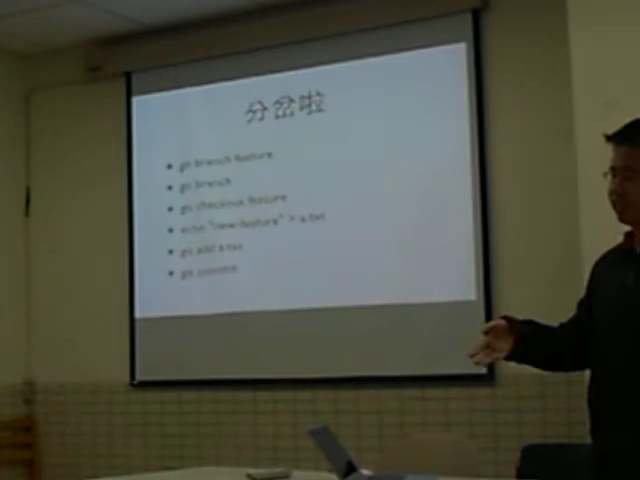 分岔啦
git branch feature
git branch
git checkout feature
echo "new feature" > a.txt
git add a.txt
git commit